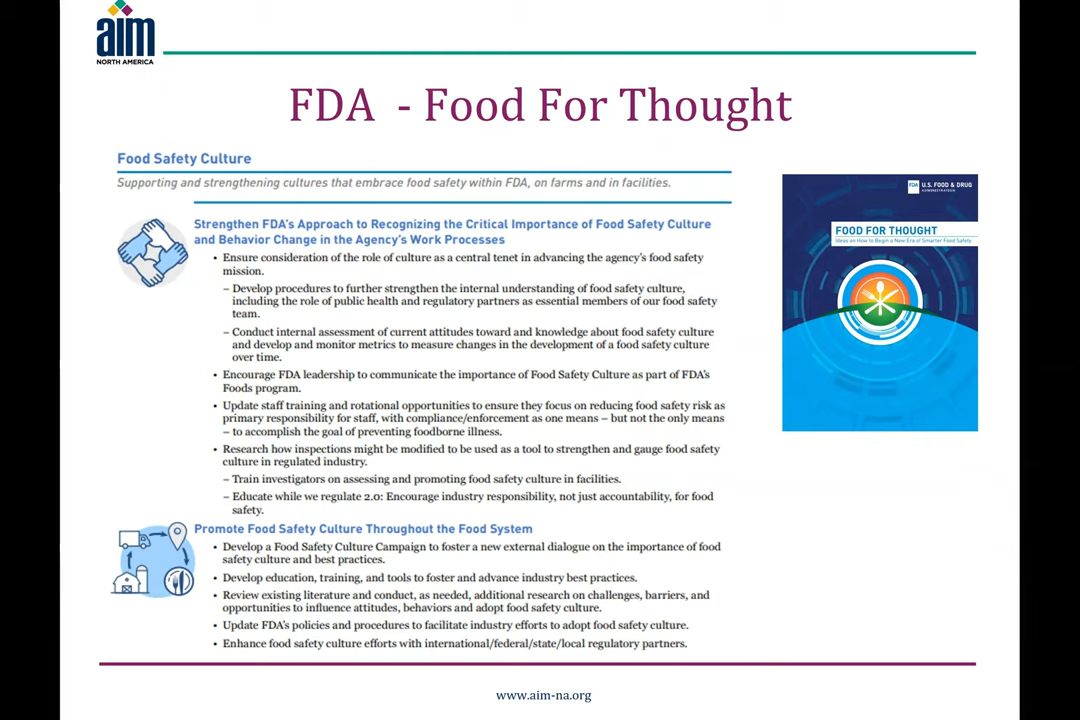 aim
NORTH AMERICA
FDA - Food For Thought
Food Safety Culture
Supporting and strengthening cultures that embrace food safety within FDA, on farms and in facilities.
Strengthen FDA's Approach to Recognizing the Critical Importance of Food Safety Culture
and Behavior Change in the Agency's Work Processes
• Ensure consideration of the role of culture as a central tenet in advancing the agency's food safety
mission.
– Develop procedures to further strengthen the internal understanding of food safety culture,
including the role of public health and regulatory partners as essential members of our food safety
team.
– Conduct internal assessment of current attitudes toward and knowledge about food safety culture
and develop and monitor metrics to measure changes in the development of a food safety culture
over time.
• Encourage FDA leadership to communicate the importance of Food Safety Culture as part of FDA's
Foods program.
• Update staff training and rotational opportunities to ensure they focus on reducing food safety risk as
primary responsibility for staff, with compliance/enforcement as one means – but not the only means
– to accomplish the goal of preventing foodborne illness.
• Research how inspections might be modified to be used as a tool to strengthen and gauge food safety
culture in regulated industry.
– Train investigators on assessing and promoting food safety culture in facilities.
– Educate while we regulate 2.0: Encourage industry responsibility, not just accountability, for food
safety.
Promote Food Safety Culture Throughout the Food System
• Develop a Food Safety Culture Campaign to foster a new external dialogue on the importance of food
safety culture and best practices.
• Develop education, training, and tools to foster and advance industry best practices.
• Review existing literature and conduct, as needed, additional research on challenges, barriers, and
opportunities to influence attitudes, behaviors and adopt food safety culture.
• Update FDA's policies and procedures to facilitate industry efforts to adopt food safety culture.
• Enhance food safety culture efforts with international/federal/state/local regulatory partners.
FDA U.S. FOOD & DRUG
ADMINISTRATION
FOOD FOR THOUGHT
Ideas on How to Begin a New Era of Smarter Food Safety
www.aim-na.org